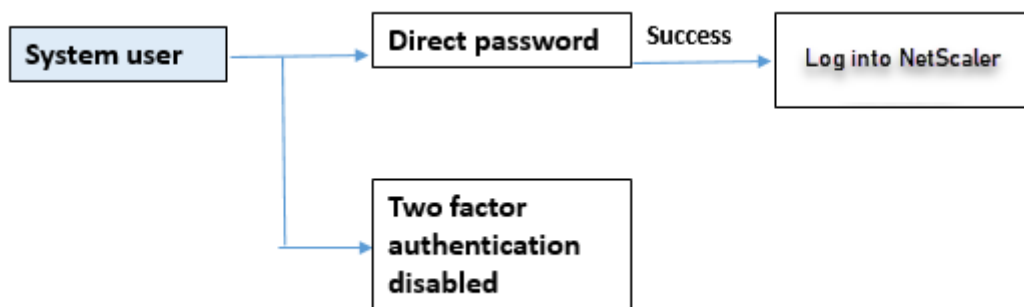 System user
Direct password
Success
Log into NetScaler
Two factor
authentication
disabled